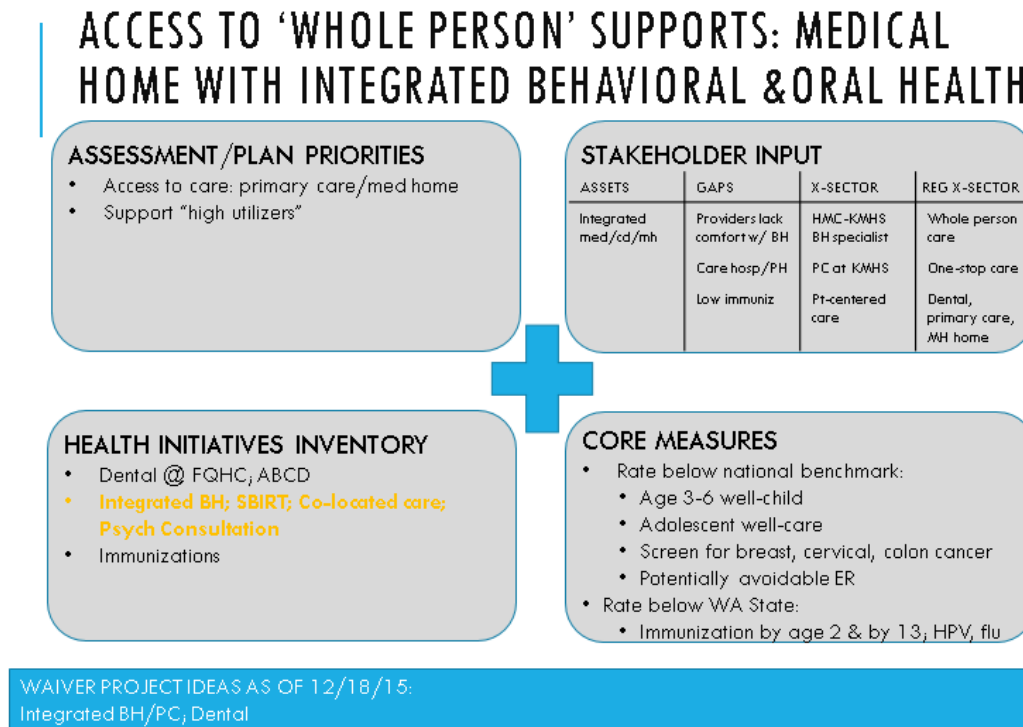 ACCESS TO ‘WHOLE PERSON’ SUPPORTS: MEDICAL
HOME WITH INTEGRATED BEHAVIORAL &ORAL HEALTH
ASSESSMENT/PLAN PRIORITIES
• Access to care: primary care/med home
• Support “high utilizers”
STAKEHOLDER INPUT
ASSETS GAPS X-SECTOR REG X-SECTOR
Integrated Providers lack HMC-KMHS Whole person
med/cd/mh comfort w/ BH BH specialist care
Care hosp/PH PC at KMHS One-stop care
Low immuniz Pt-centered Dental,
care primary care,
MH home
HEALTH INITIATIVES INVENTORY
• Dental @ FQHC; ABCD
• Integrated BH; SBIRT; Co-located care;
Psych Consultation
• Immunizations
CORE MEASURES
• Rate below national benchmark:
• Age 3-6 well-child
• Adolescent well-care
• Screen for breast, cervical, colon cancer
• Potentially avoidable ER
• Rate below WA State:
• Immunization by age 2 & by 13; HPV, flu
WAIVER PROJECT IDEAS AS OF 12/18/15:
Integrated BH/PC; Dental